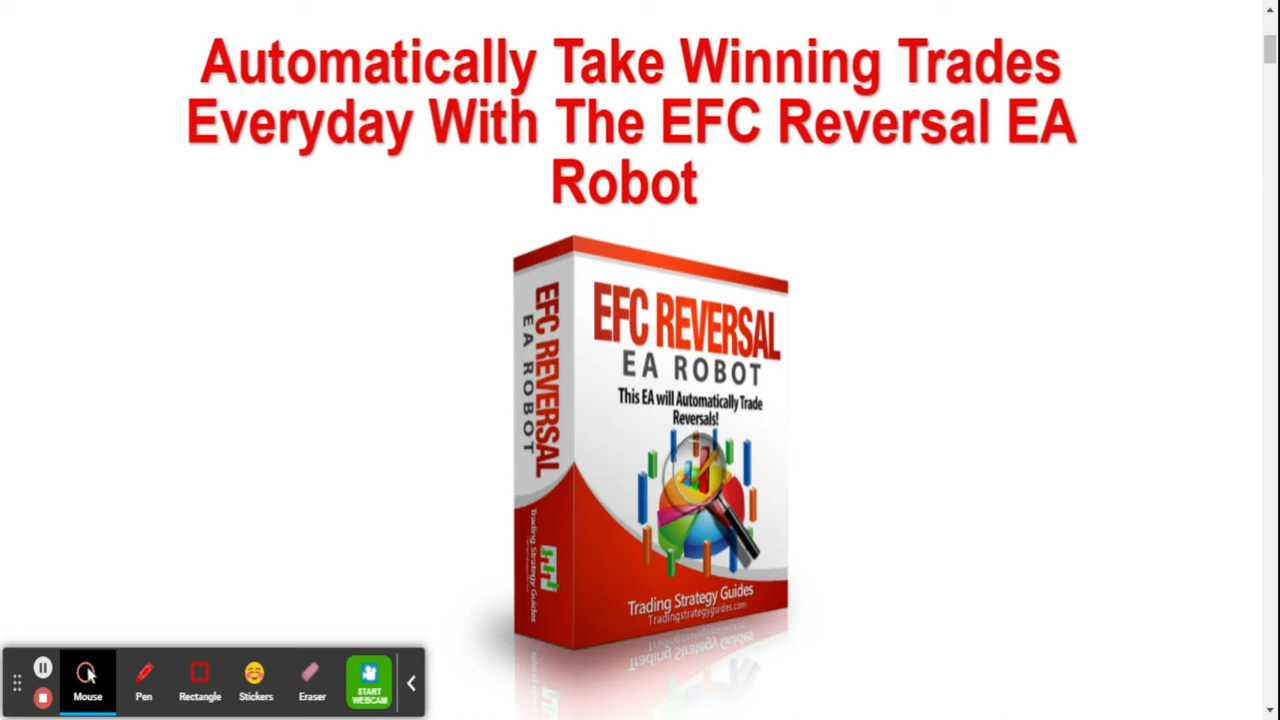 Automatically Take Winning Trades
Everyday With The EFC Reversal EA
Robot
EFC REVERSAL
EA ROBOT
Trading Strategy Guides
EFC REVERSAL
EA ROBOT
This EA will Automatically Trade
Reversals!
Trading Strategy Guides
Tradingstrategyguides.com
Mouse
Pen
Rectangle
Stickers
Eraser
START
WEBCAM